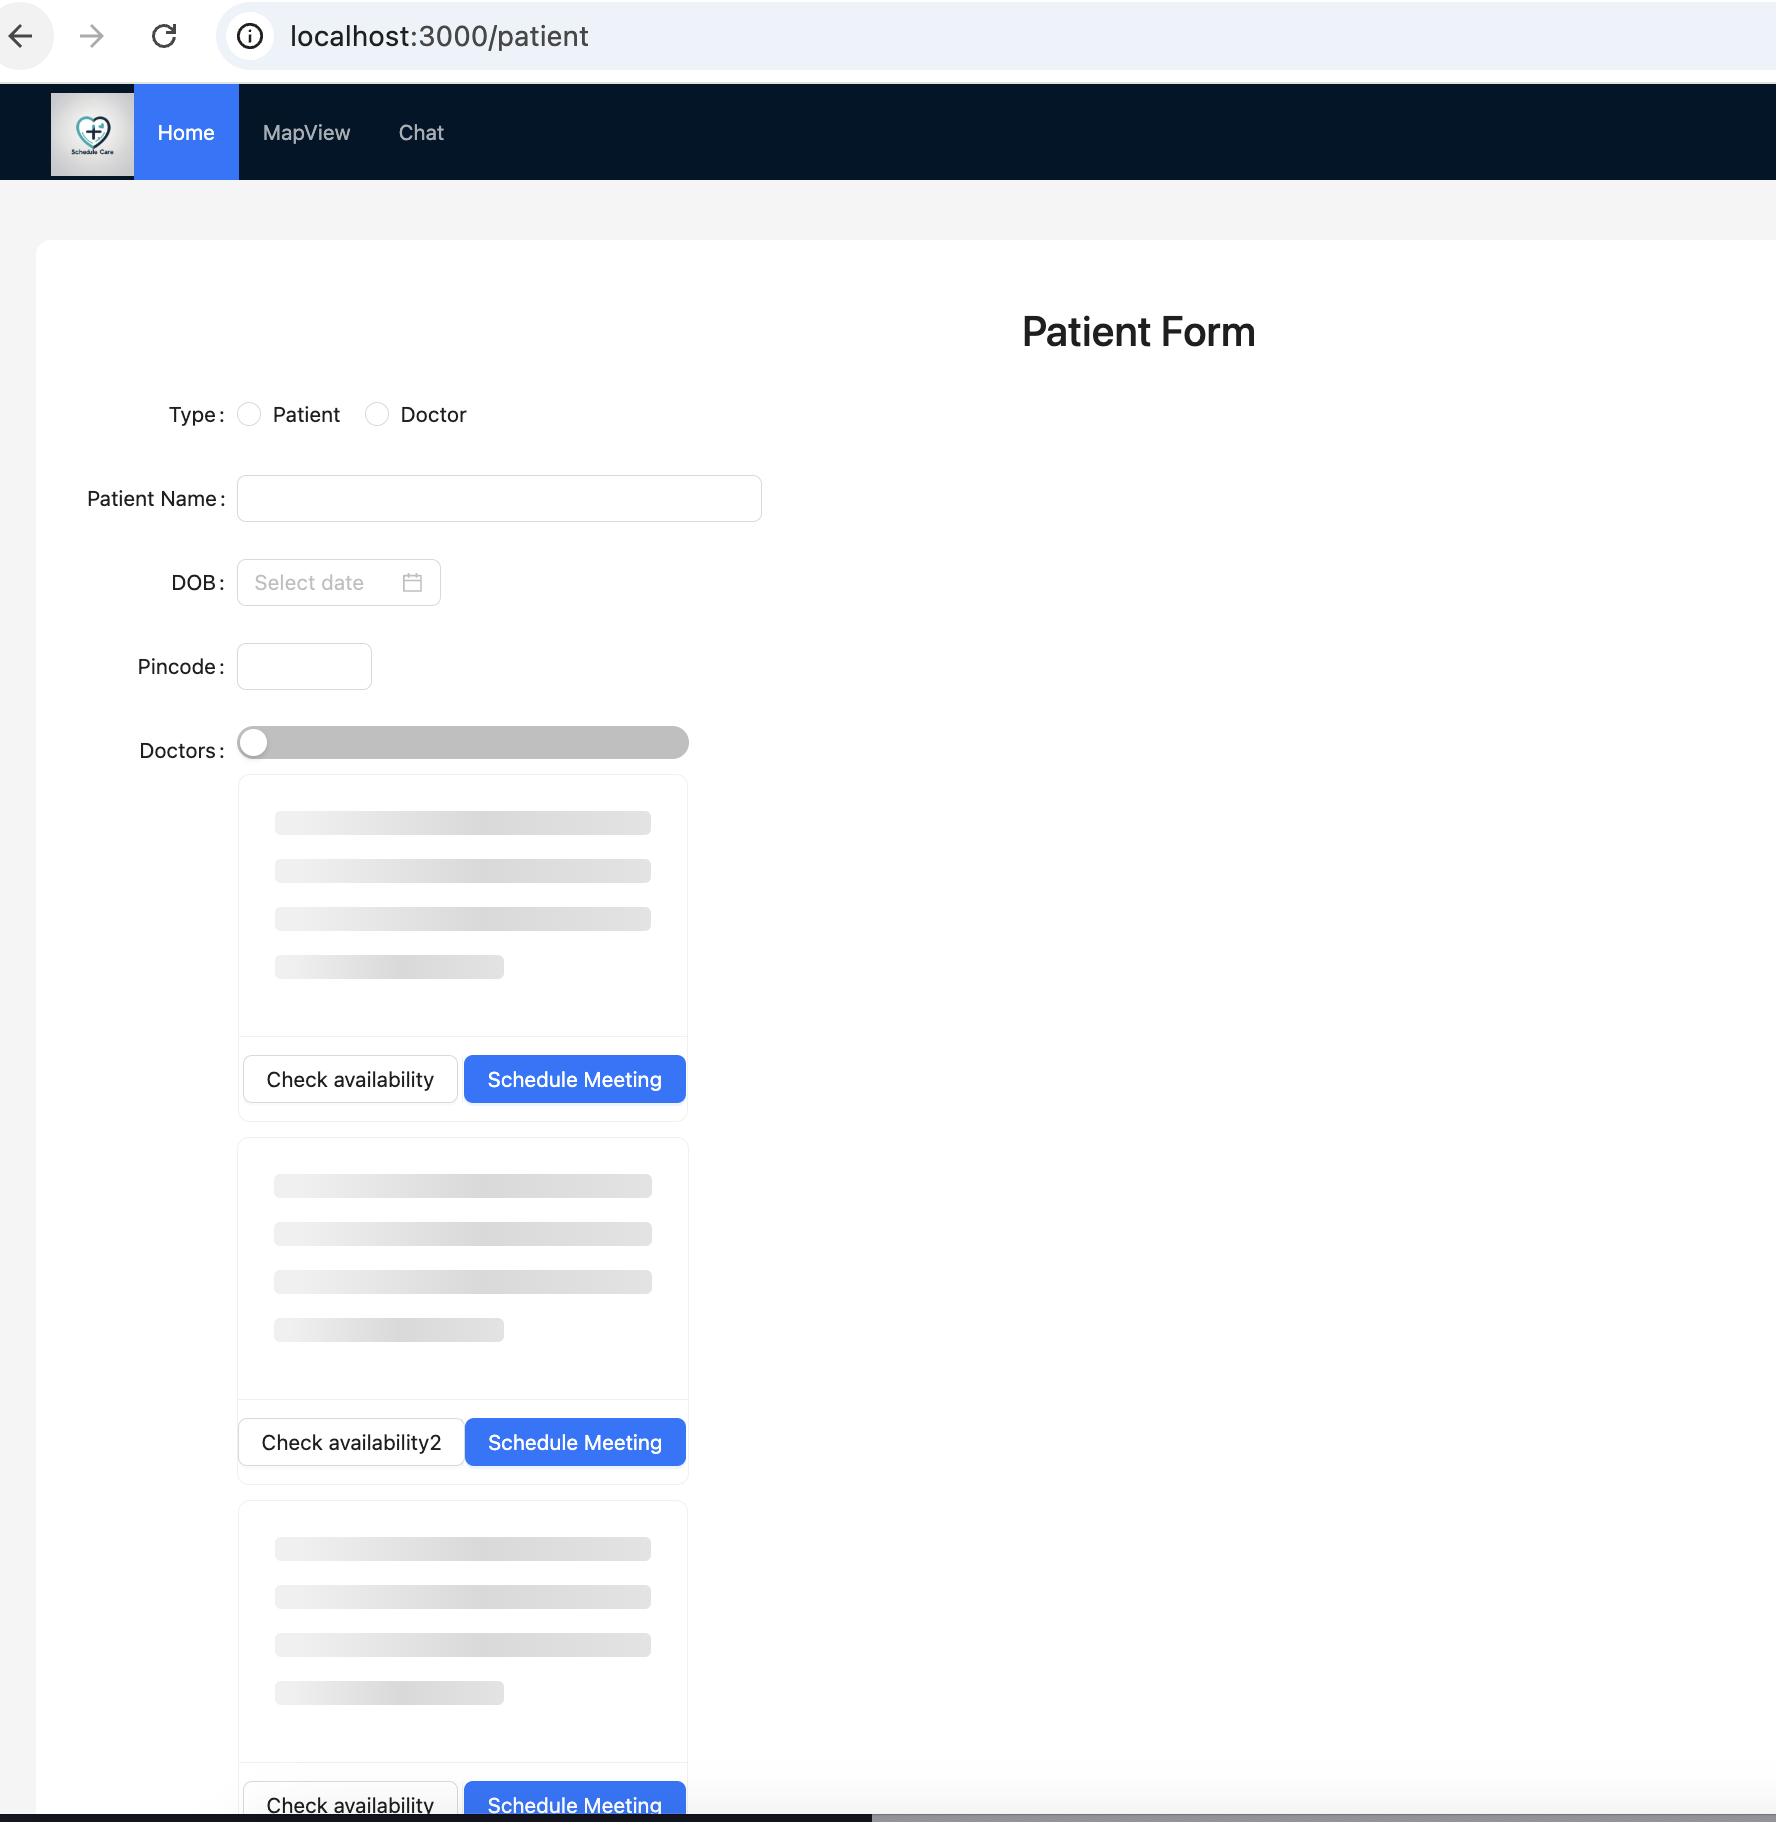 localhost:3000/patient
Schedule Care
Home MapView Chat
Patient Form
Type: Patient Doctor
Patient Name:
DOB: Select date
Pincode:
Doctors:
Check availability Schedule Meeting
Check availability2 Schedule Meeting
Check availability Schedule Meeting